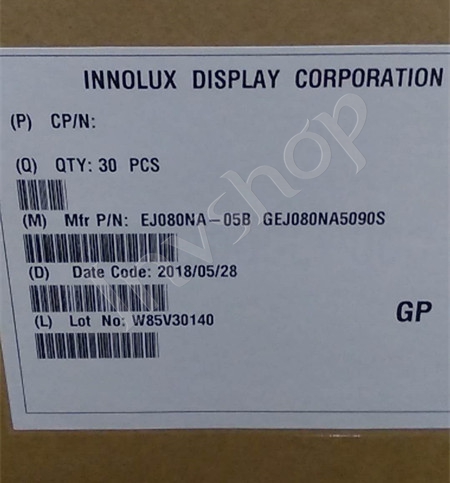 INNOLUX DISPLAY CORPORATION
(P) CP/N:
(Q) QTY: 30 PCS
(M) Mfr P/N: EJ080NA-05B GEJ080NA5090S
(D) Date Code: 2018/05/28
(L) Lot No: W85V30140
GP